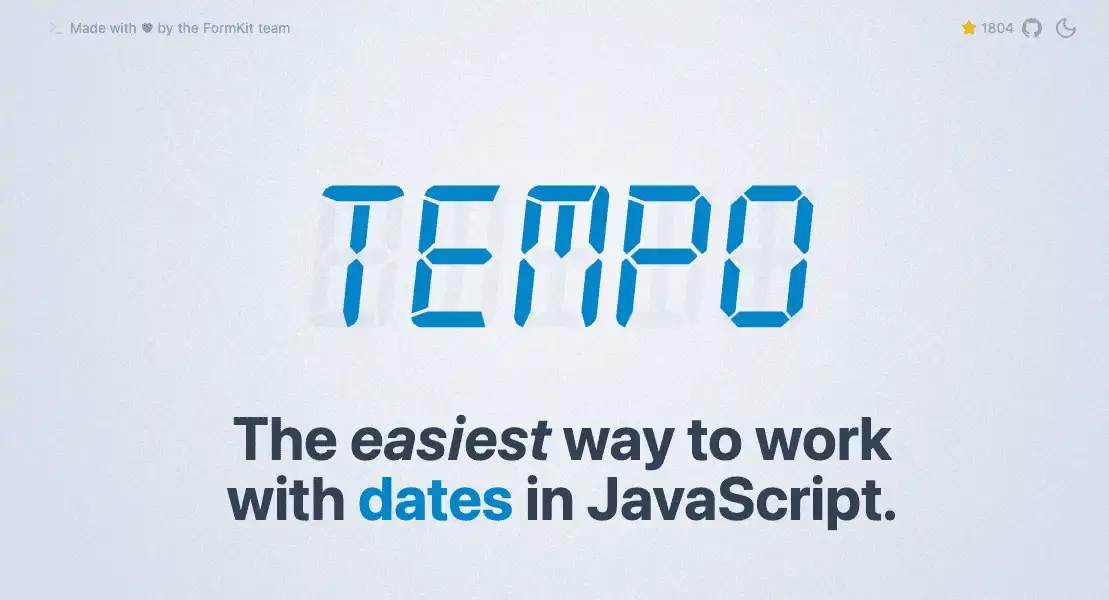 Made with ♥ by the FormKit team
1804
TEMPO
The easiest way to work
with dates in JavaScript.